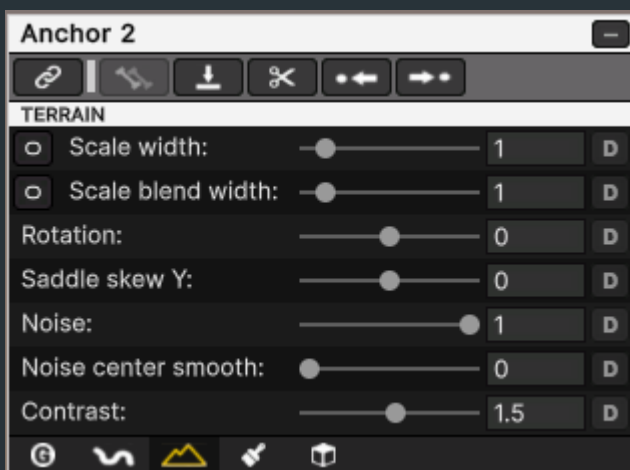 Anchor 2
TERRAIN
Scale width: 1 D
Scale blend width: 1 D
Rotation: 0 D
Saddle skew Y: 0 D
Noise: 1 D
Noise center smooth: 0 D
Contrast: 1.5 D
G